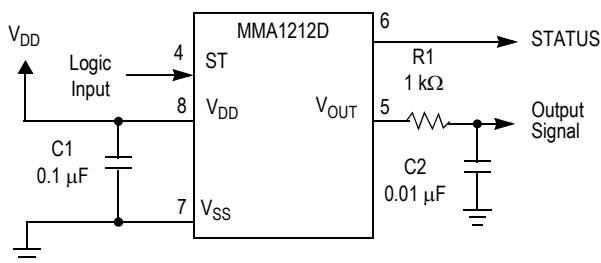 V_DD
Logic
Input
4
ST
MMA1212D
6
STATUS
R1
1 kΩ
8
V_DD
V_OUT
5
Output
Signal
C1
0.1 μF
C2
0.01 μF
7
V_SS